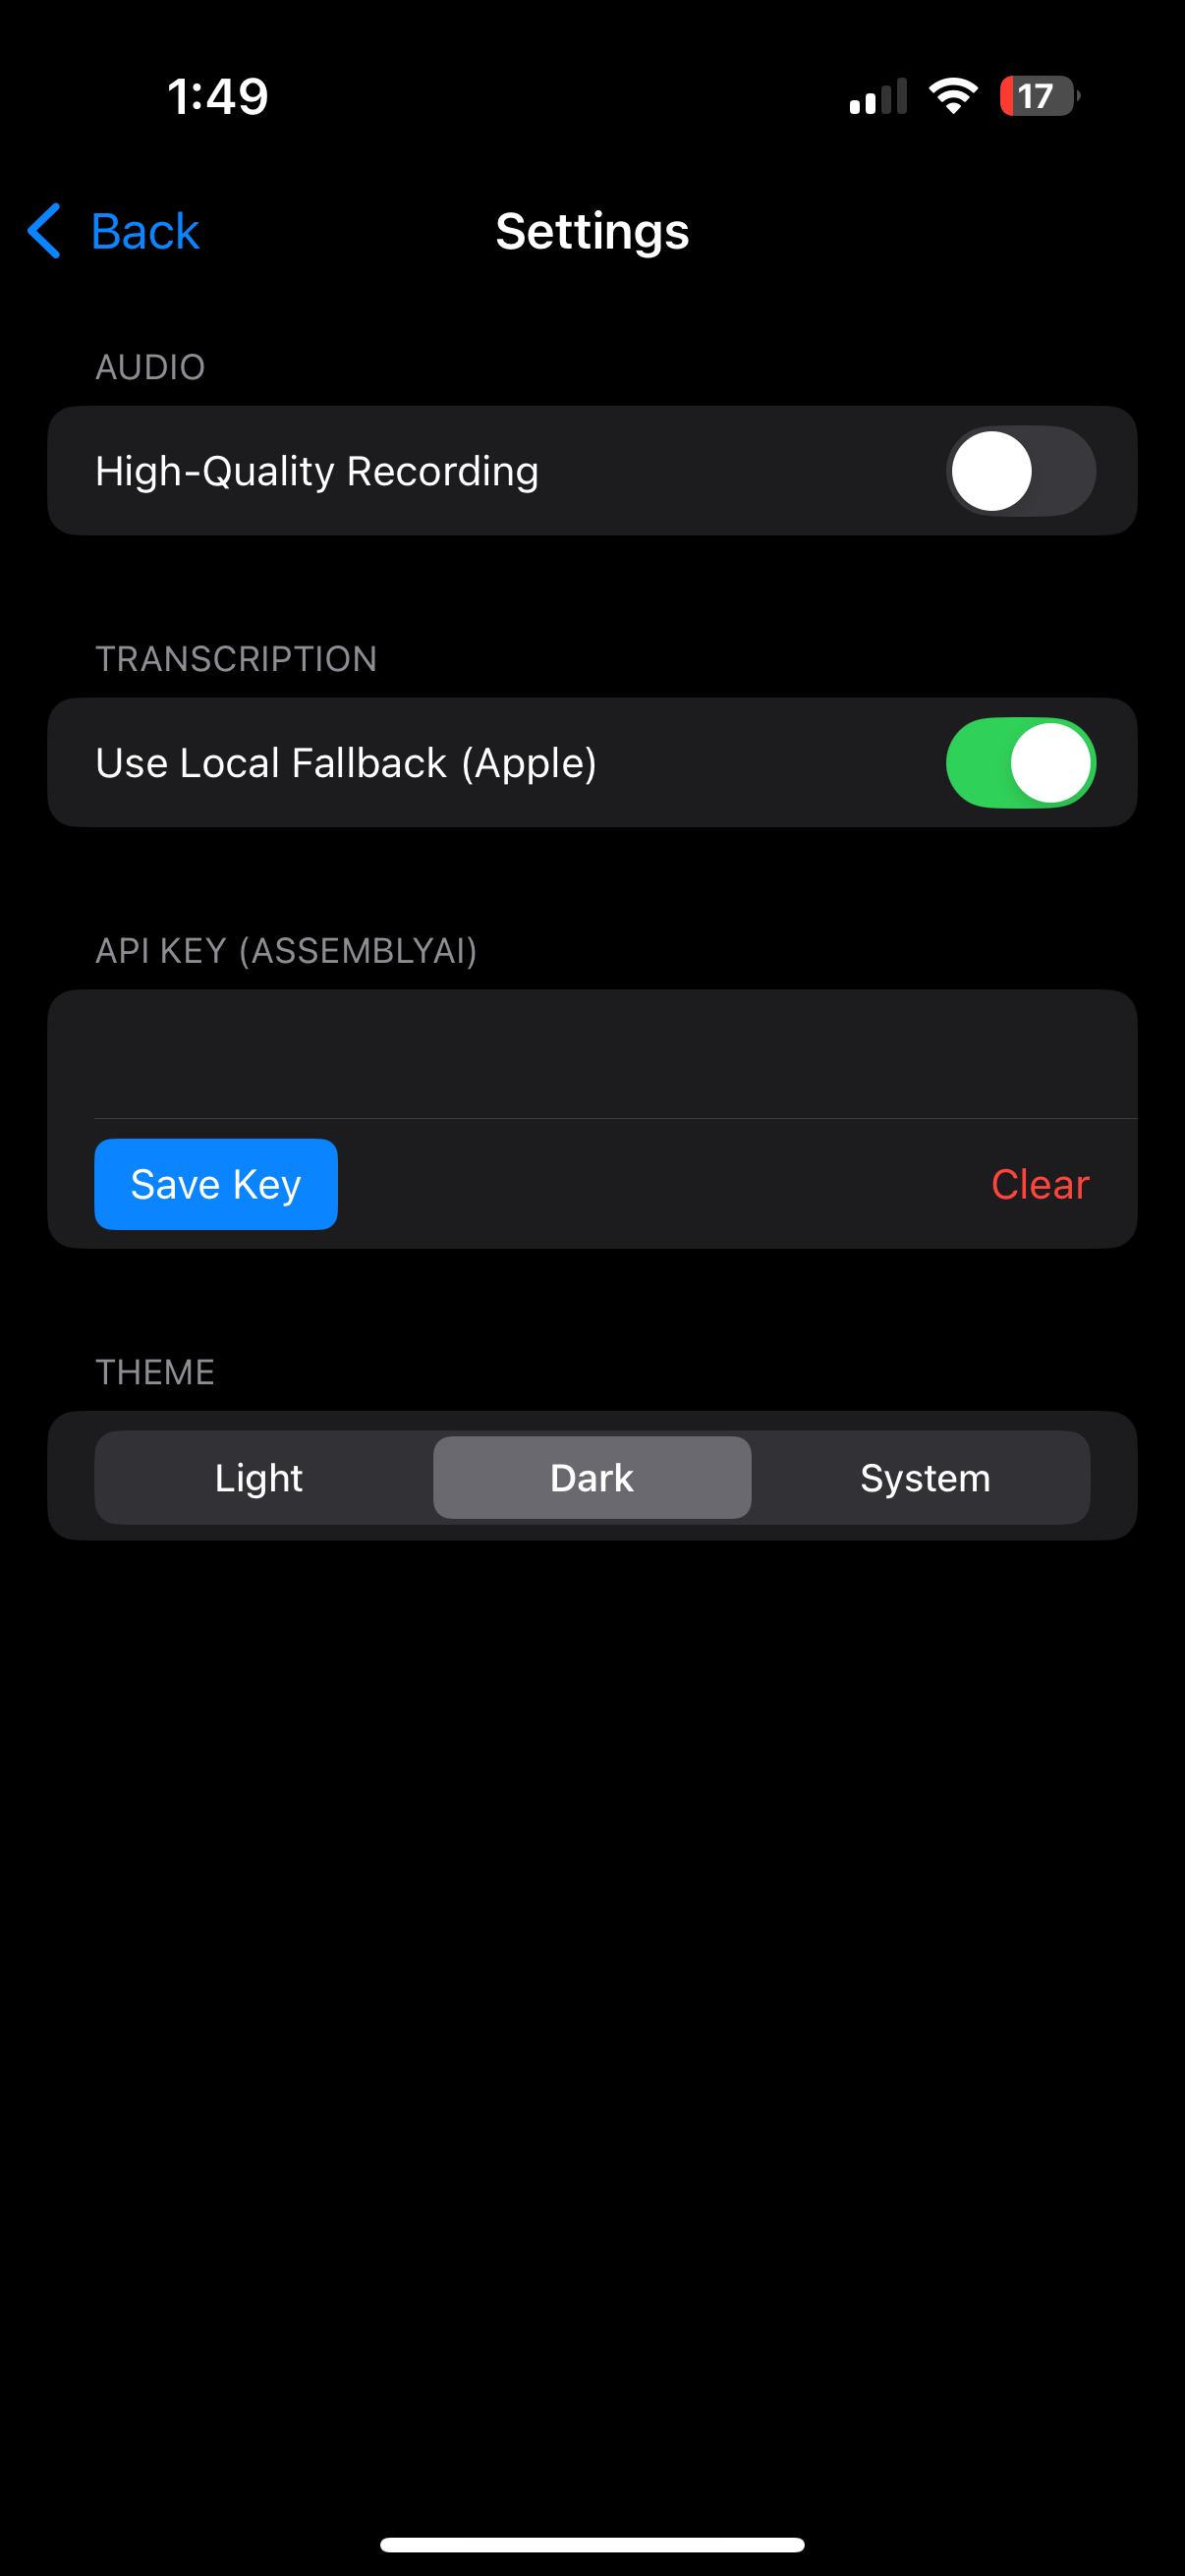 1:49
17
Back
Settings
AUDIO
High-Quality Recording
TRANSCRIPTION
Use Local Fallback (Apple)
API KEY (ASSEMBLYAI)
Save Key
Clear
THEME
Light
Dark
System